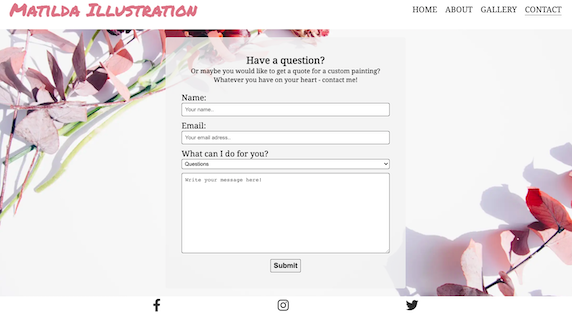 Matilda Illustration
HOME ABOUT GALLERY CONTACT
Have a question?
Or maybe you would like to get a quote for a custom painting?
Whatever you have on your heart - contact me!
Name:
Your name..
Email:
Your email adress..
What can I do for you?
Questions
Write your message here!
Submit